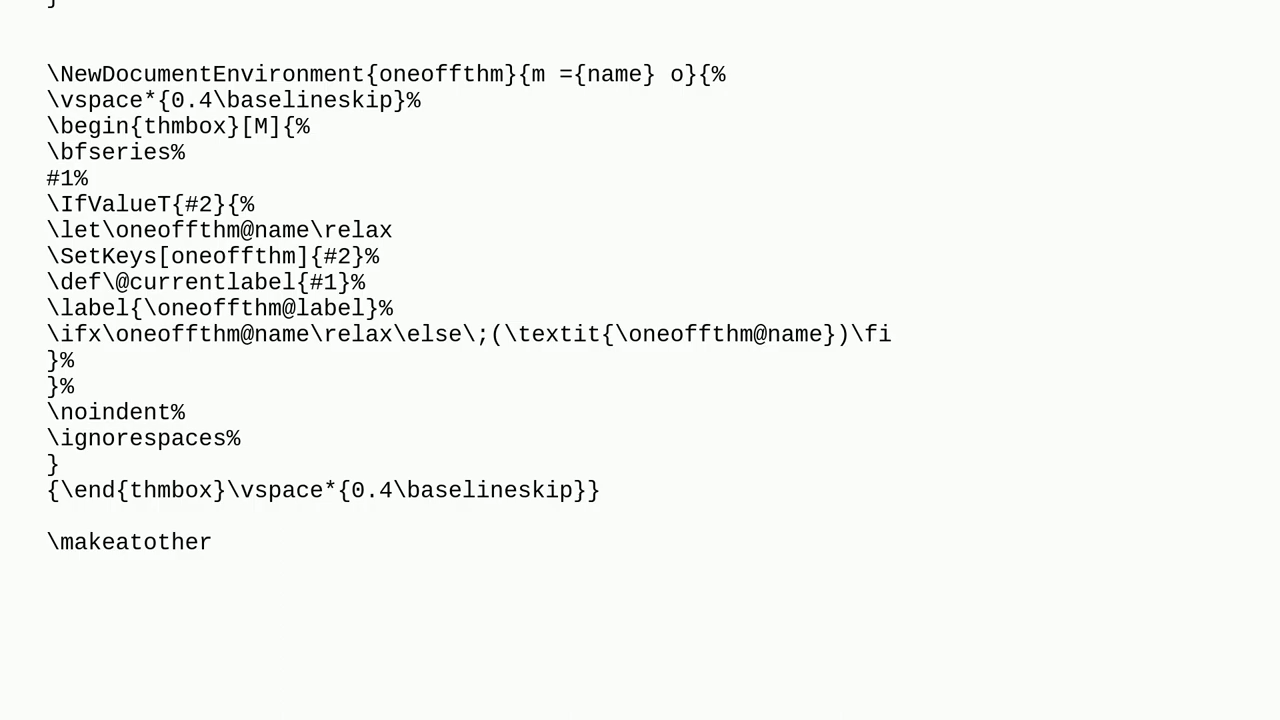 }
\NewDocumentEnvironment{oneoffthm}{m ={name} o}{%
\vspace*{0.4\baselineskip}%
\begin{thmbox}[M]{%
\bfseries%
#1%
\IfValueT{#2}{%
\let\oneoffthm@name\relax
\SetKeys[oneoffthm]{#2}%
\def\@currentlabel{#1}%
\label{\oneoffthm@label}%
\ifx\oneoffthm@name\relax\else\;(\textit{\oneoffthm@name})\fi
}%
}%
\noindent%
\ignorespaces%
}
{\end{thmbox}\vspace*{0.4\baselineskip}}
\makeatother